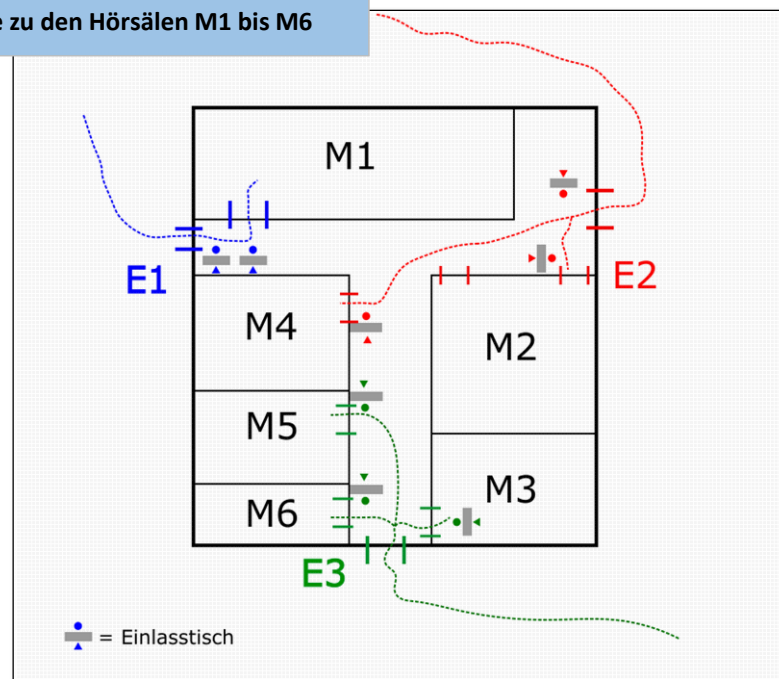 zu den Hörsälen M1 bis M6
M1
E1
E2
M4
M2
M5
M3
M6
E3
= Einlasstisch